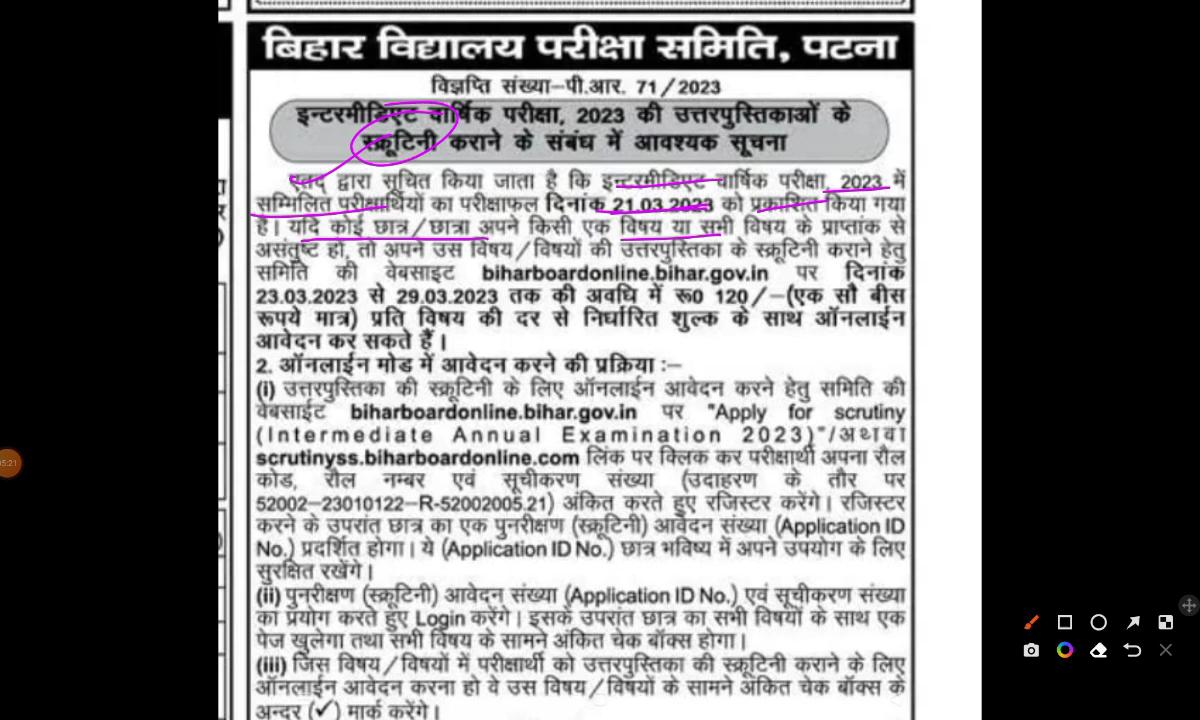 बिहार विद्यालय परीक्षा समिति, पटना
विज्ञप्ति संख्या–पी.आर. 71/2023
इन्टरमीडिएट वार्षिक परीक्षा, 2023 की उत्तरपुस्तिकाओं के
स्क्रूटिनी कराने के संबंध में आवश्यक सूचना
एतद् द्वारा सूचित किया जाता है कि इन्टरमीडिएट वार्षिक परीक्षा, 2023 में
सम्मिलित परीक्षार्थियों का परीक्षाफल दिनांक 21.03.2023 को प्रकाशित किया गया
है। यदि कोई छात्र/छात्रा अपने किसी एक विषय या सभी विषय के प्राप्तांक से
असंतुष्ट हो, तो अपने उस विषय/विषयों की उत्तरपुस्तिका के स्क्रूटिनी कराने हेतु
समिति की वेबसाइट biharboardonline.bihar.gov.in पर दिनांक
23.03.2023 से 29.03.2023 तक की अवधि में रू0 120/–(एक सौ बीस
रूपये मात्र) प्रति विषय की दर से निर्धारित शुल्क के साथ ऑनलाईन
आवेदन कर सकते हैं।
2. ऑनलाईन मोड में आवेदन करने की प्रक्रिया :–
(i) उत्तरपुस्तिका की स्क्रूटिनी के लिए ऑनलाईन आवेदन करने हेतु समिति की
वेबसाईट biharboardonline.bihar.gov.in पर "Apply for scrutiny
(Intermediate Annual Examination 2023)"/अथवा
scrutinyss.biharboardonline.com लिंक पर क्लिक कर परीक्षार्थी अपना रौल
कोड, रौल नम्बर एवं सूचीकरण संख्या (उदाहरण के तौर पर
52002–23010122–R-52002005.21) अंकित करते हुए रजिस्टर करेंगे। रजिस्टर
करने के उपरांत छात्र का एक पुनरीक्षण (स्क्रूटिनी) आवेदन संख्या (Application ID
No.) प्रदर्शित होगा। ये (Application ID No.) छात्र भविष्य में अपने उपयोग के लिए
सुरक्षित रखेंगे।
(ii) पुनरीक्षण (स्क्रूटिनी) आवेदन संख्या (Application ID No.) एवं सूचीकरण संख्या
का प्रयोग करते हुए Login करेंगे। इसके उपरांत छात्र का सभी विषयों के साथ एक
पेज खुलेगा तथा सभी विषय के सामने अंकित चेक बॉक्स होगा।
(iii) जिस विषय/विषयों में परीक्षार्थी को उत्तरपुस्तिका की स्क्रूटिनी कराने के लिए
ऑनलाईन आवेदन करना हो वे उस विषय/विषयों के सामने अंकित चेक बॉक्स के
अन्दर (✓) मार्क करेंगे।